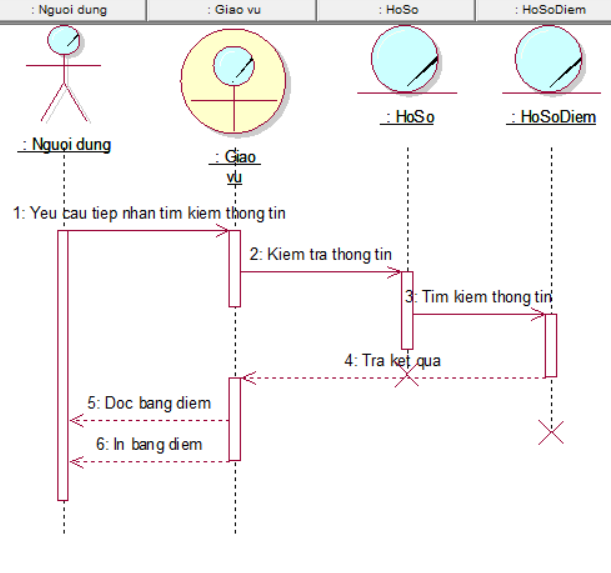 : Nguoi dung
: Giao vu
: HoSo
: HoSoDiem
: Nguoi dung
: Giao
vu
: HoSo
: HoSoDiem
1: Yeu cau tiep nhan tim kiem thong tin
2: Kiem tra thong tin
3: Tim kiem thong tin
4: Tra ket qua
5: Doc bang diem
6: In bang diem